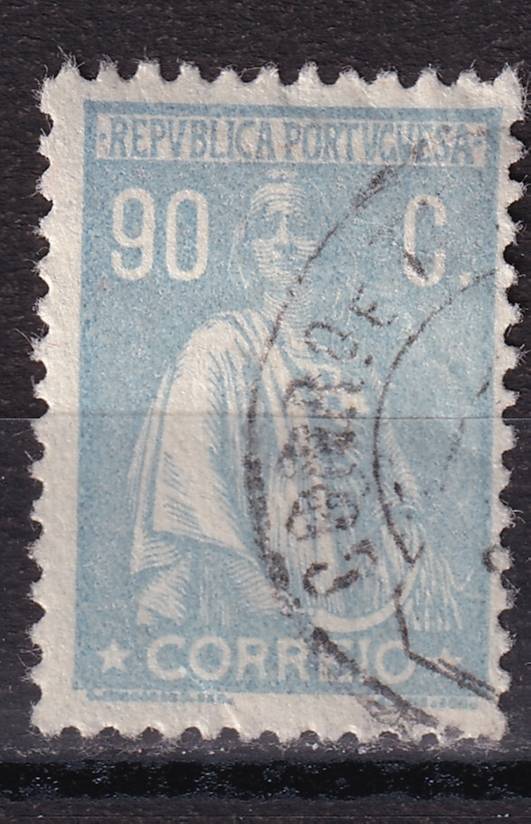 ·REPVBLICA PORTVGVESA·
90 C.
★ CORREIO ★